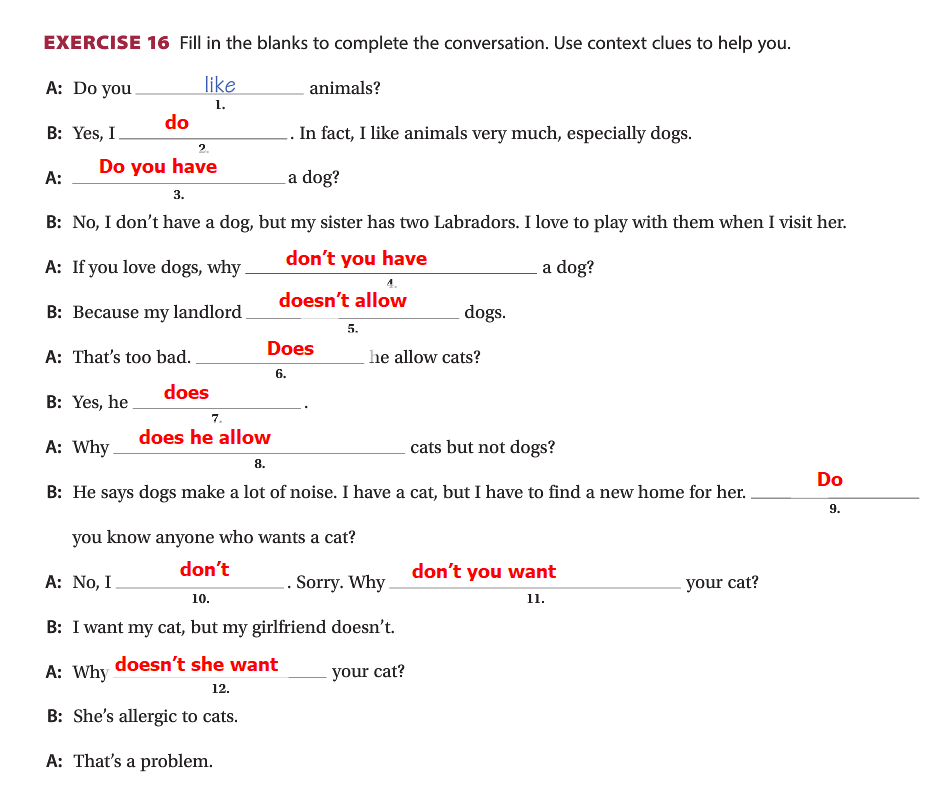 EXERCISE 16 Fill in the blanks to complete the conversation. Use context clues to help you.
A: Do you like animals?
1.
B: Yes, I do. In fact, I like animals very much, especially dogs.
2.
A: Do you have a dog?
3.
B: No, I don't have a dog, but my sister has two Labradors. I love to play with them when I visit her.
A: If you love dogs, why don't you have a dog?
4.
B: Because my landlord doesn't allow dogs.
5.
A: That's too bad. Does he allow cats?
6.
B: Yes, he does.
7.
A: Why does he allow cats but not dogs?
8.
B: He says dogs make a lot of noise. I have a cat, but I have to find a new home for her. Do
9.
you know anyone who wants a cat?
A: No, I don't. Sorry. Why don't you want your cat?
10. 11.
B: I want my cat, but my girlfriend doesn't.
A: Why doesn't she want your cat?
12.
B: She's allergic to cats.
A: That's a problem.